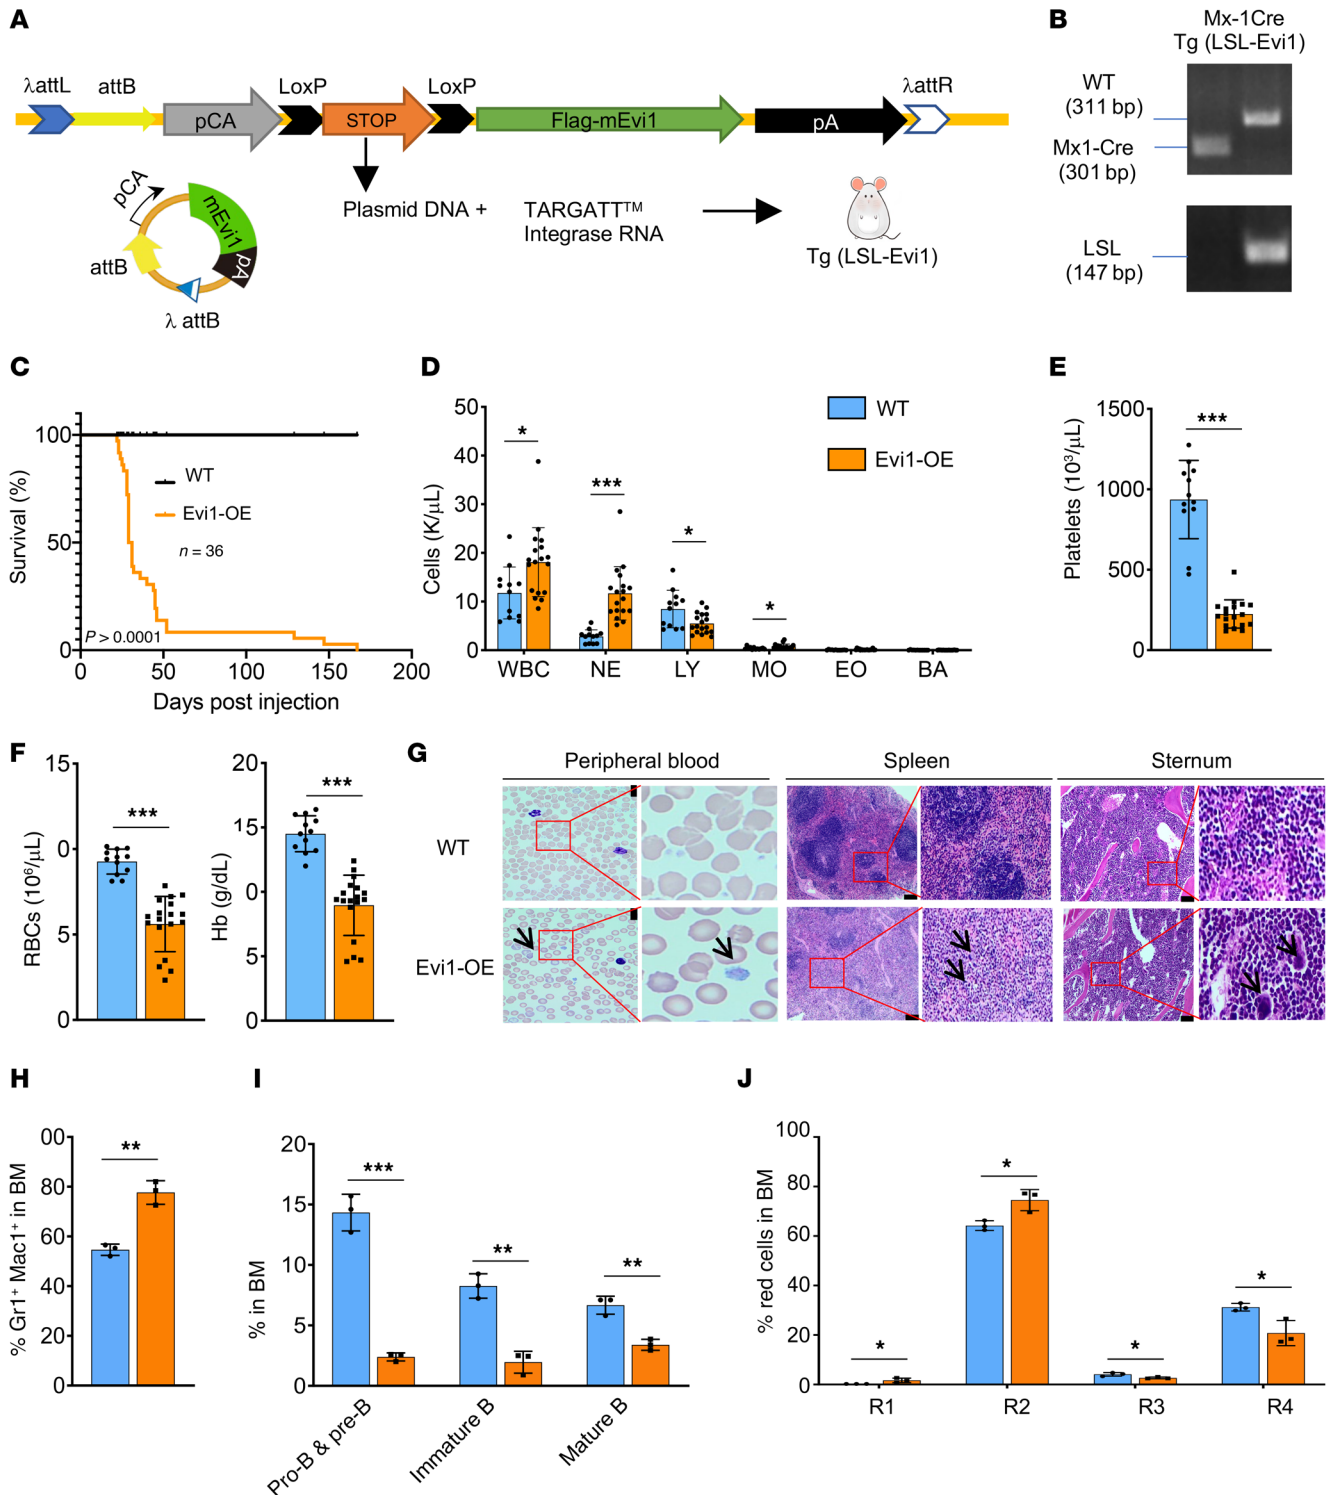 A
λattL
attB
LoxP
LoxP
λattR
pCA
STOP
Flag-mEvi1
pA
pCA
mEvi1
pA
attB
λ attB
Plasmid DNA +
TARGATT™
Integrase RNA
Tg (LSL-Evi1)
B
Mx-1Cre
Tg (LSL-Evi1)
WT
(311 bp)
Mx1-Cre
(301 bp)
LSL
(147 bp)
C
Survival (%)
100
50
0
WT
Evi1-OE
n = 36
P > 0.0001
0
50
100
150
200
Days post injection
D
Cells (K/μL)
50
40
30
20
10
0
*
***
*
*
WBC
NE
LY
MO
EO
BA
WT
Evi1-OE
E
Platelets (10³/μL)
1500
1000
500
0
***
F
RBCs (10⁶/μL)
15
0
5
0
***
Hb (g/dL)
20
15
0
5
0
***
G
Peripheral blood
Spleen
Sternum
WT
Evi1-OE
H
% Gr1⁺ Mac1⁺ in BM
00
80
60
40
20
0
**
I
% in BM
20
15
10
5
0
***
**
**
Pro-B & pre-B
Immature B
Mature B
J
% red cells in BM
100
80
60
40
20
0
*
*
*
*
R1
R2
R3
R4